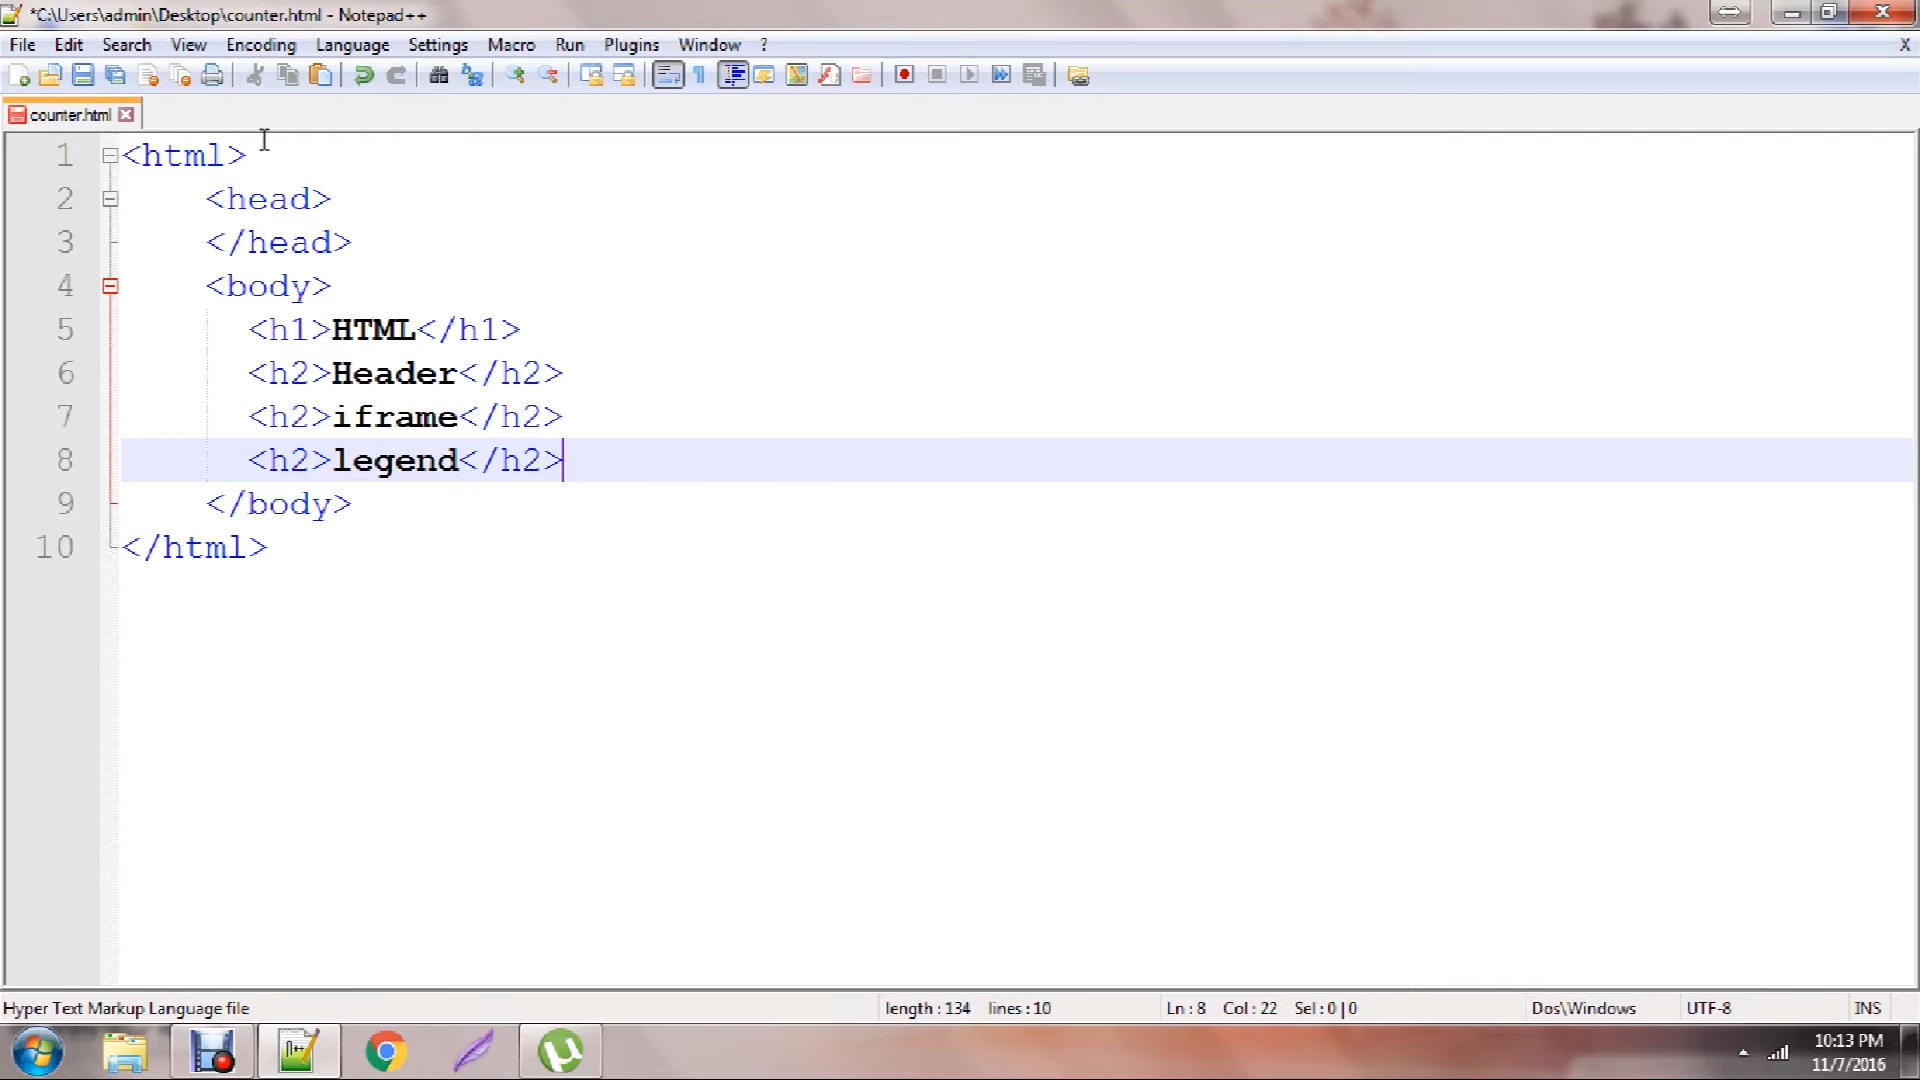 *C:\Users\admin\Desktop\counter.html - Notepad++
File Edit Search View Encoding Language Settings Macro Run Plugins Window ? X
counter.html
1 <html>
2 <head>
3 </head>
4 <body>
5 <h1>HTML</h1>
6 <h2>Header</h2>
7 <h2>iframe</h2>
8 <h2>legend</h2>
9 </body>
10 </html>
Hyper Text Markup Language file length : 134 lines : 10 Ln : 8 Col : 22 Sel : 0 | 0 Dos\Windows UTF-8 INS
10:13 PM
11/7/2016